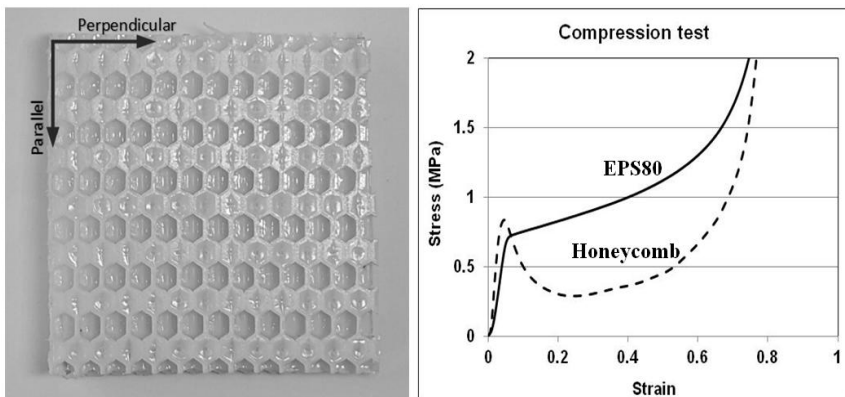 Perpendicular
Parallel
Compression test
2
1.5
1
0.5
0
EPS80
Honeycomb
Stress (MPa)
0 0.2 0.4 0.6 0.8 1
Strain